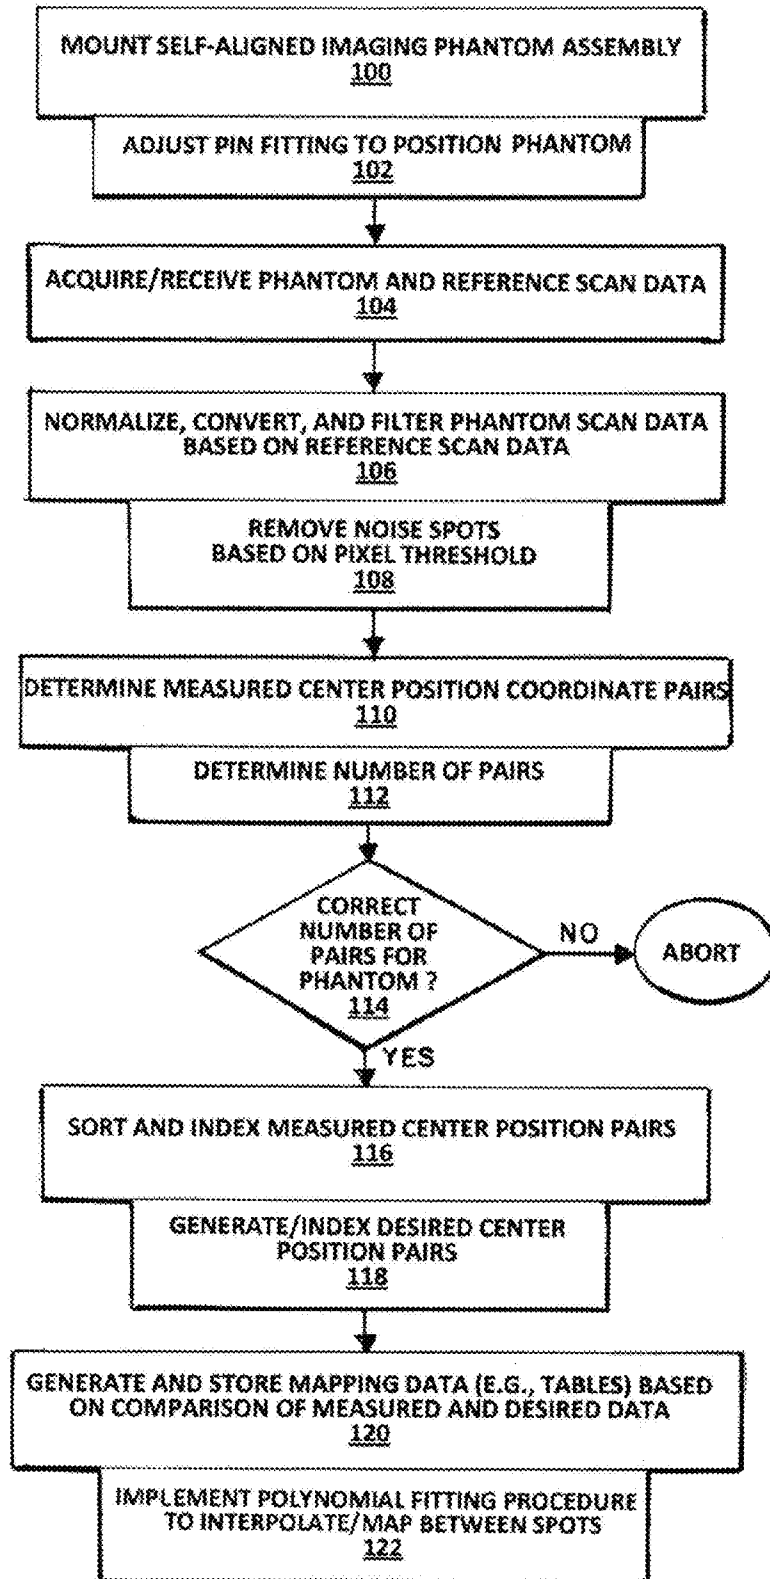 MOUNT SELF-ALIGNED IMAGING PHANTOM ASSEMBLY
100
ADJUST PIN FITTING TO POSITION PHANTOM
102
ACQUIRE/RECEIVE PHANTOM AND REFERENCE SCAN DATA
104
NORMALIZE, CONVERT, AND FILTER PHANTOM SCAN DATA
BASED ON REFERENCE SCAN DATA
106
REMOVE NOISE SPOTS
BASED ON PIXEL THRESHOLD
108
DETERMINE MEASURED CENTER POSITION COORDINATE PAIRS
110
DETERMINE NUMBER OF PAIRS
112
CORRECT
NUMBER OF
PAIRS FOR
PHANTOM ?
114
NO
ABORT
YES
SORT AND INDEX MEASURED CENTER POSITION PAIRS
116
GENERATE/INDEX DESIRED CENTER
POSITION PAIRS
118
GENERATE AND STORE MAPPING DATA (E.G., TABLES) BASED
ON COMPARISON OF MEASURED AND DESIRED DATA
120
IMPLEMENT POLYNOMIAL FITTING PROCEDURE
TO INTERPOLATE/MAP BETWEEN SPOTS
122